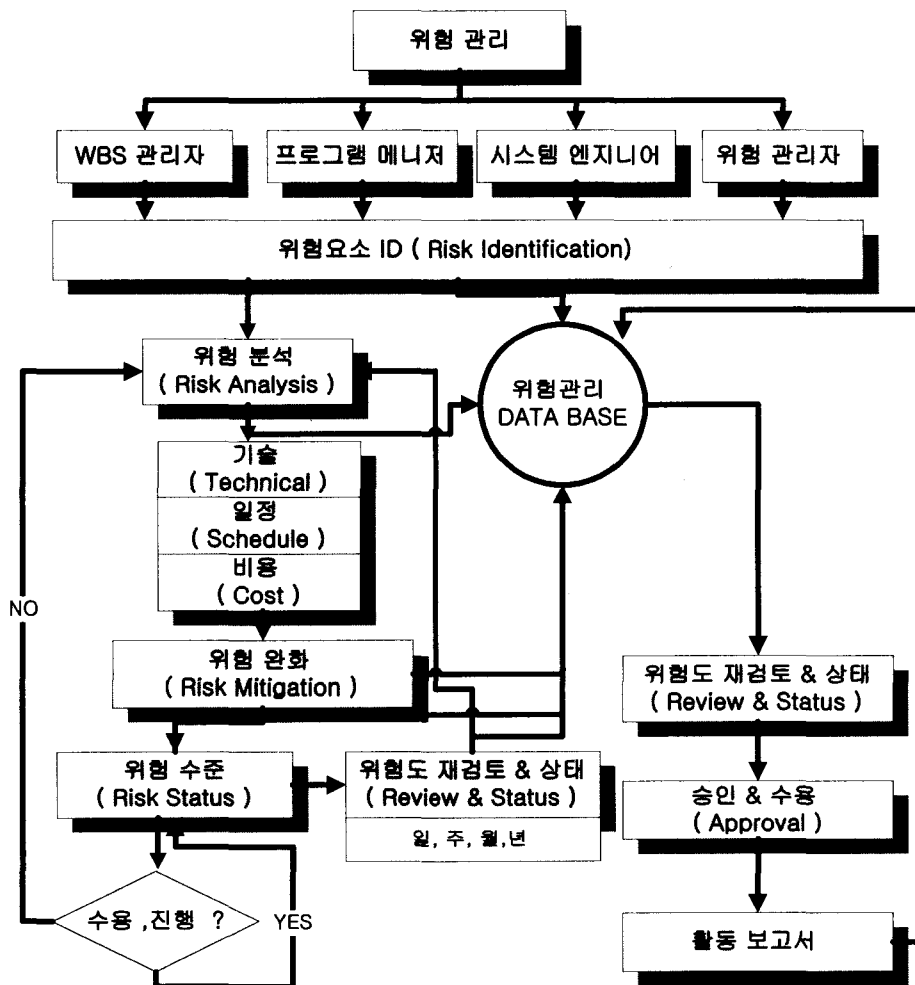 위험 관리
WBS 관리자
프로그램 메니저
시스템 엔지니어
위험 관리자
위험요소 ID ( Risk Identification)
위험 분석
( Risk Analysis )
위험관리
DATA BASE
기술
( Technical )
일정
( Schedule )
비용
( Cost )
NO
위험 완화
( Risk Mitigation )
위험도 재검토 & 상태
( Review & Status )
위험 수준
( Risk Status )
위험도 재검토 & 상태
( Review & Status )
일, 주, 월,년
승인 & 수용
( Approval )
수용 ,진행 ?
YES
활동 보고서